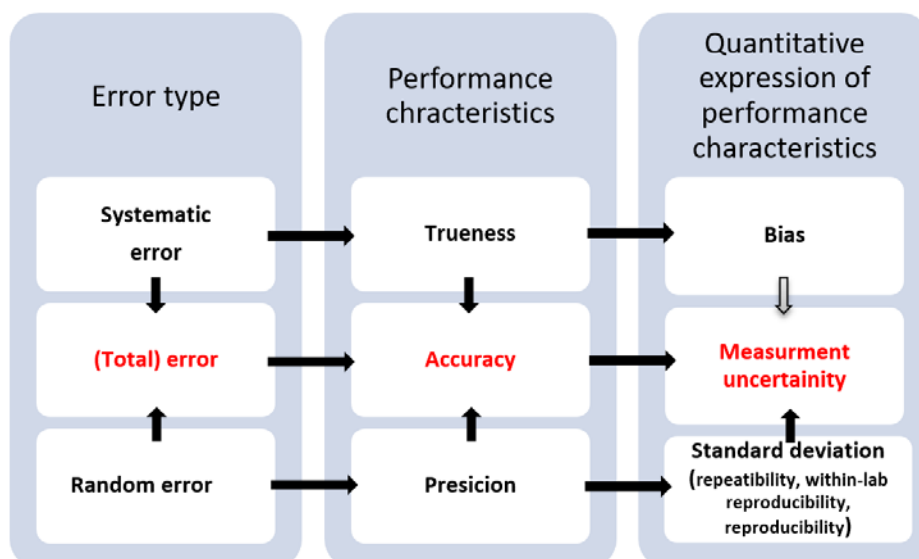 Error type
Performance
chracteristics
Quantitative
expression of
performance
characteristics
Systematic
error
Trueness
Bias
(Total) error
Accuracy
Measurment
uncertainity
Random error
Presicion
Standard deviation
(repeatibility, within-lab
reproducibility,
reproducibility)